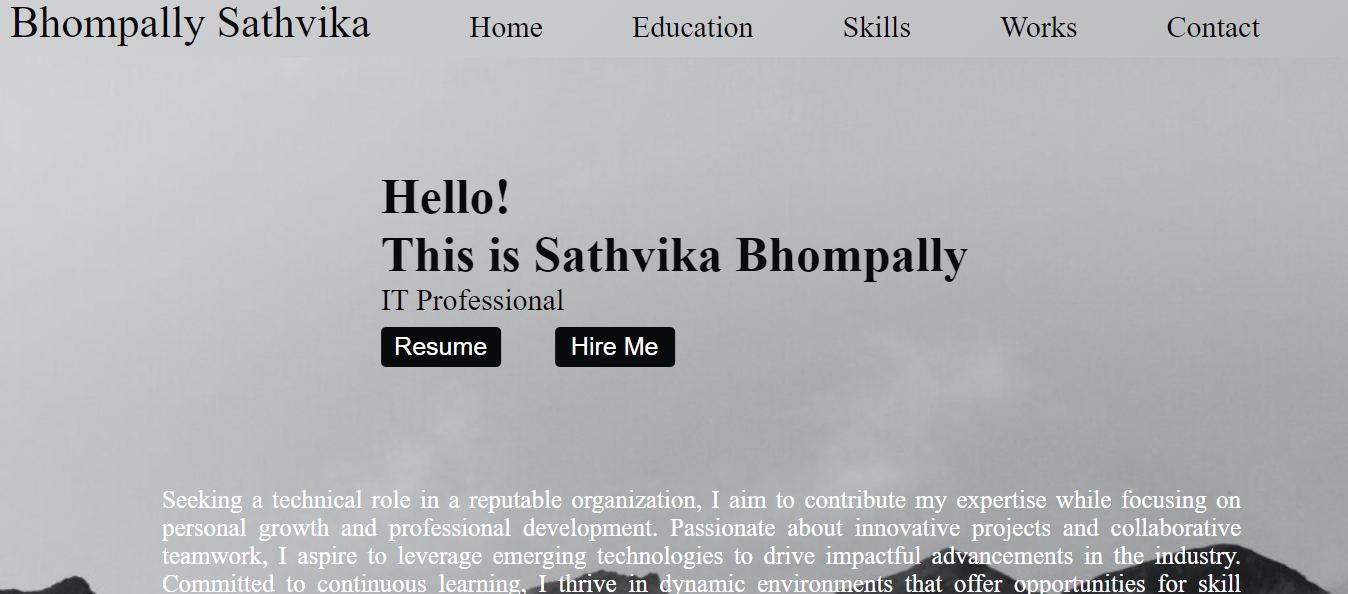 Bhompally Sathvika Home Education Skills Works Contact
Hello!
This is Sathvika Bhompally
IT Professional
Resume Hire Me
Seeking a technical role in a reputable organization, I aim to contribute my expertise while focusing on
personal growth and professional development. Passionate about innovative projects and collaborative
teamwork, I aspire to leverage emerging technologies to drive impactful advancements in the industry.
Committed to continuous learning, I thrive in dynamic environments that offer opportunities for skill